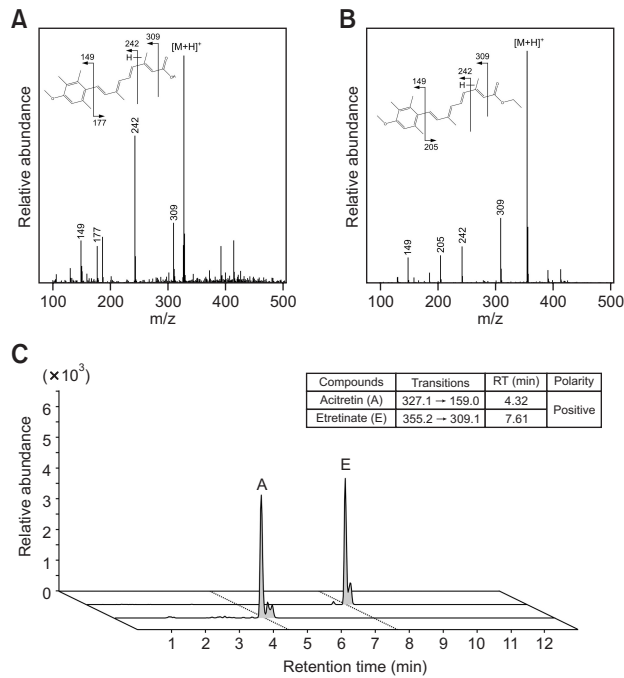 A
149
242
309
H
177
[M+H]⁺
242
309
149
177
Relative abundance
100 200 300 400 500
m/z
B
149
242
309
H
205
[M+H]⁺
309
242
205
149
Relative abundance
100 200 300 400 500
m/z
C
(×10³)
Compounds Transitions RT (min) Polarity
Acitretin (A) 327.1 → 159.0 4.32 Positive
Etretinate (E) 355.2 → 309.1 7.61
6
5
4
3
2
1
0
Relative abundance
A
E
1 2 3 4 5 6 7 8 9 10 11 12
Retention time (min)